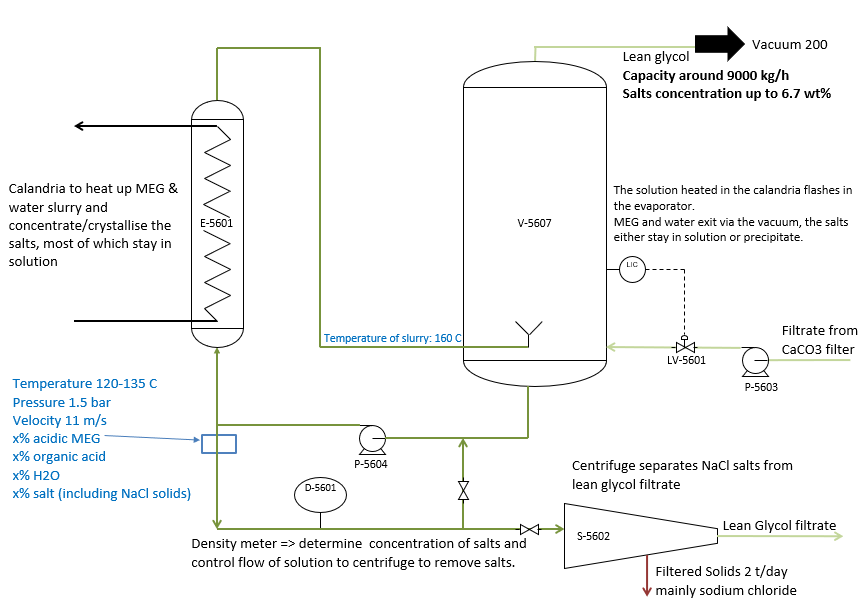 Vacuum 200
Lean glycol
Capacity around 9000 kg/h
Salts concentration up to 6.7 wt%
Calandria to heat up MEG &
water slurry and
concentrate/crystallise the
salts, most of which stay in
solution
E-5601
V-5607
The solution heated in the calandria flashes in
the evaporator.
MEG and water exit via the vacuum, the salts
either stay in solution or precipitate.
LIC
Temperature of slurry: 160 C
Filtrate from
CaCO3 filter
LV-5601
P-5603
Temperature 120-135 C
Pressure 1.5 bar
Velocity 11 m/s
x% acidic MEG
x% organic acid
x% H2O
x% salt (including NaCl solids)
P-5604
D-5601
Centrifuge separates NaCl salts from
lean glycol filtrate
S-5602
Lean Glycol filtrate
Density meter => determine concentration of salts and
control flow of solution to centrifuge to remove salts.
Filtered Solids 2 t/day
mainly sodium chloride